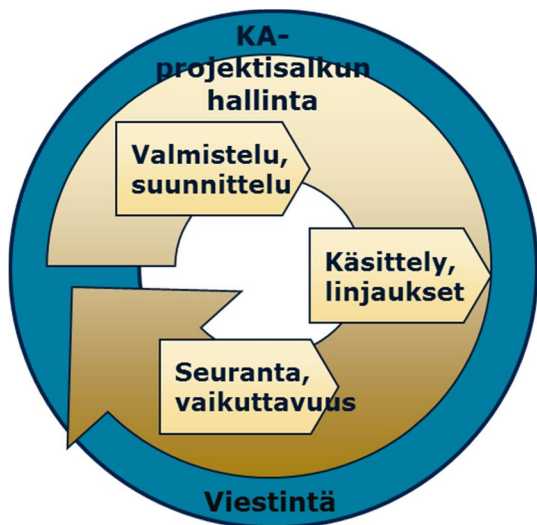 KA-
projektisalkun
hallinta
Valmistelu,
suunnittelu
Käsittely,
linjaukset
Seuranta,
vaikuttavuus
Viestintä